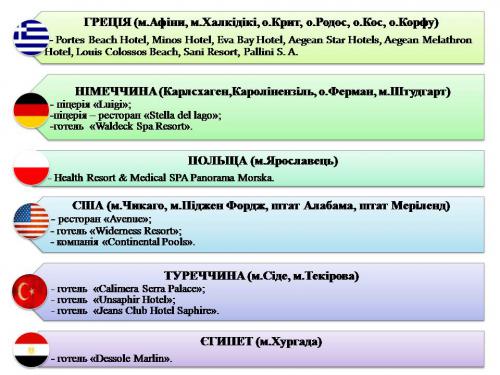 ГРЕЦІЯ (м.Афіни, м.Халкідікі, о.Крит, о.Родос, о.Кос, о.Корфу)
- Portes Beach Hotel, Minos Hotel, Eva Bay Hotel, Aegean Star Hotels, Aegean Melathron
Hotel, Louis Colossos Beach, Sani Resort, Pallini S. A.
НІМЕЧЧИНА (Карлсхаген,Каролінензіль, о.Ферман, м.Штудгарт)
- піцерія «Luigi»;
-піцерія – ресторан «Stella del lago»;
-готель «Waldeck Spa Resort».
ПОЛЬЩА (м.Ярославець)
- Health Resort & Medical SPA Panorama Morska.
США (м.Чикаго, м.Піджен Фордж, штат Алабама, штат Меріленд)
- ресторан «Avenue»;
- готель «Widerness Resort»;
- компанія «Continental Pools».
ТУРЕЧЧИНА (м.Сіде, м.Текірова)
- готель «Calimera Serra Palace»;
- готель «Unsaphir Hotel»;
- готель «Jeans Club Hotel Saphire».
ЄГИПЕТ (м.Хургада)
- готель «Dessole Marlin».